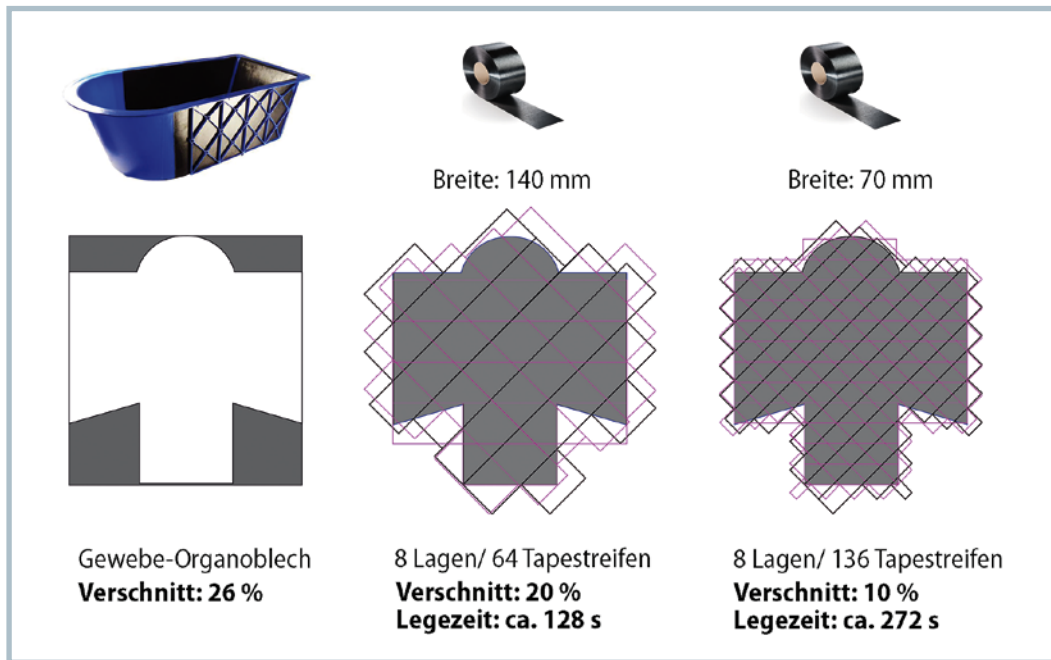 Breite: 140 mm
Breite: 70 mm
Gewebe-Organoblech
Verschnitt: 26 %
8 Lagen/ 64 Tapestreifen
Verschnitt: 20 %
Legezeit: ca. 128 s
8 Lagen/ 136 Tapestreifen
Verschnitt: 10 %
Legezeit: ca. 272 s